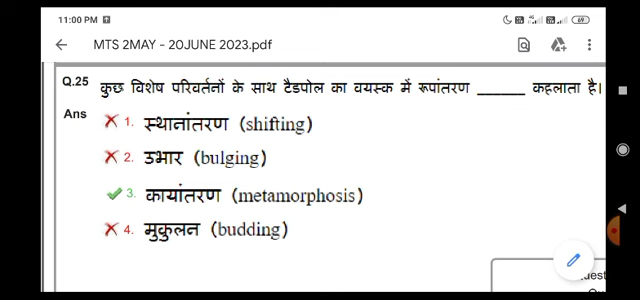 11:00 PM
69
MTS 2MAY - 20JUNE 2023.pdf
Q.25 कुछ विशेष परिवर्तनों के साथ टैडपोल का वयस्क में रूपांतरण ______ कहलाता है।
Ans 1. स्थानांतरण (shifting)
2. उभार (bulging)
3. कायांतरण (metamorphosis)
4. मुकुलन (budding)